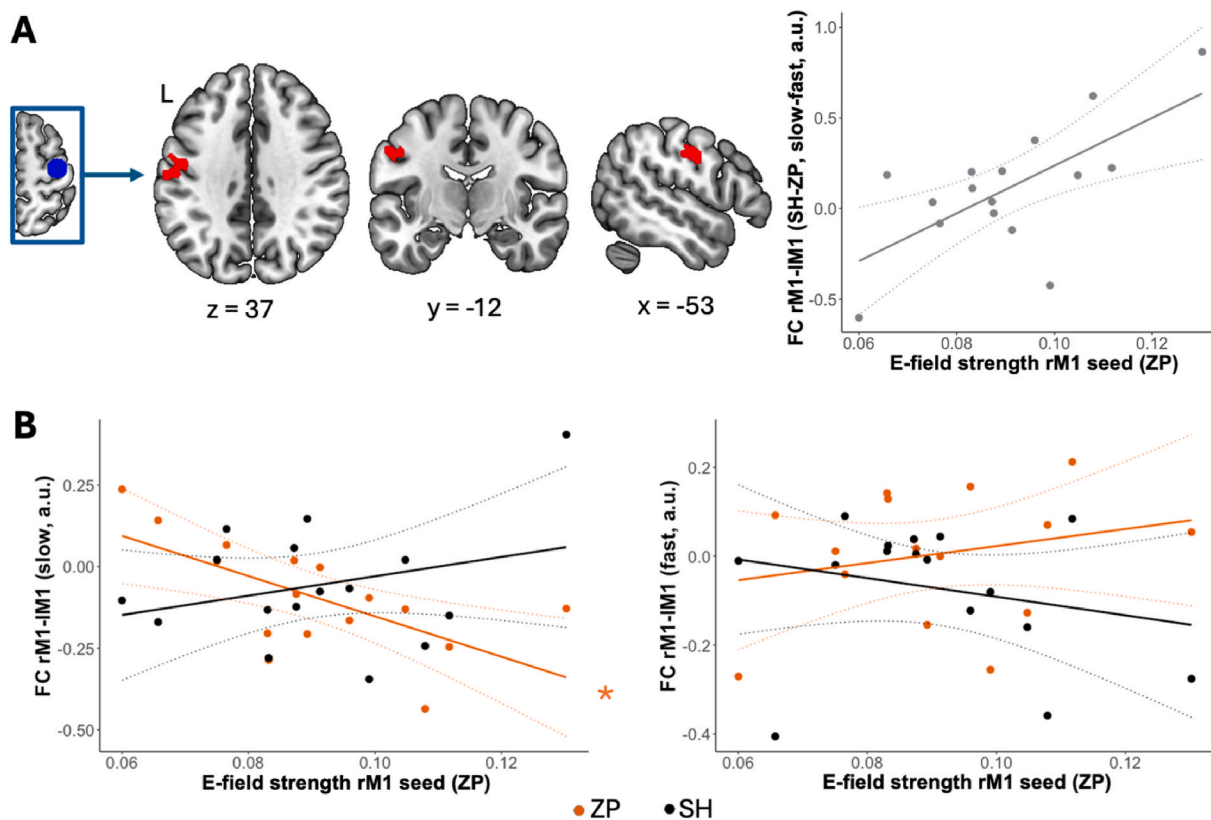 A
L
z = 37
y = -12
x = -53
FC rM1-lM1 (SH-ZP, slow-fast, a.u.)
1.0
0.5
0.0
-0.5
0.06
0.08
0.10
0.12
E-field strength rM1 seed (ZP)
B
FC rM1-lM1 (slow, a.u.)
0.25
0.00
-0.25
-0.50
0.06
0.08
0.10
0.12
E-field strength rM1 seed (ZP)
*
FC rM1-lM1 (fast, a.u.)
0.2
0.0
-0.2
-0.4
0.06
0.08
0.10
0.12
E-field strength rM1 seed (ZP)
ZP
SH